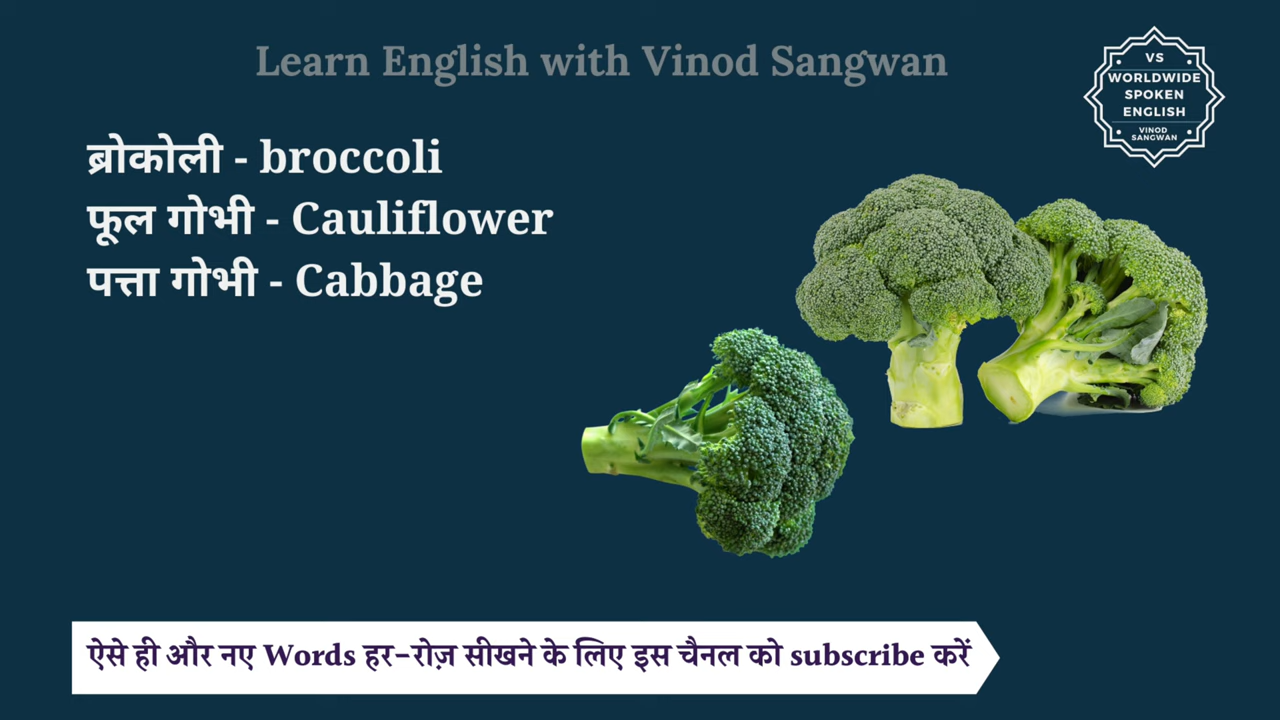 Learn English with Vinod Sangwan
VS
WORLDWIDE
SPOKEN
ENGLISH
VINOD
SANGWAN
ब्रोकोली - broccoli
फूल गोभी - Cauliflower
पत्ता गोभी - Cabbage
ऐसे ही और नए Words हर-रोज़ सीखने के लिए इस चैनल को subscribe करें